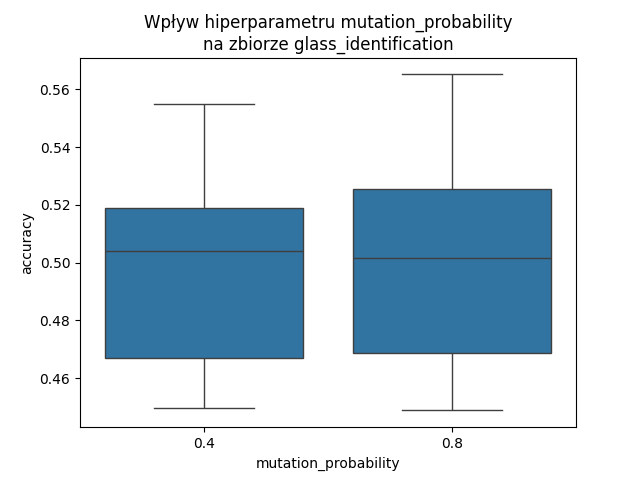 Wpływ hiperparametru mutation_probability
na zbiorze glass_identification
0.56
0.54
0.52
0.50
0.48
0.46
accuracy
0.4 0.8
mutation_probability